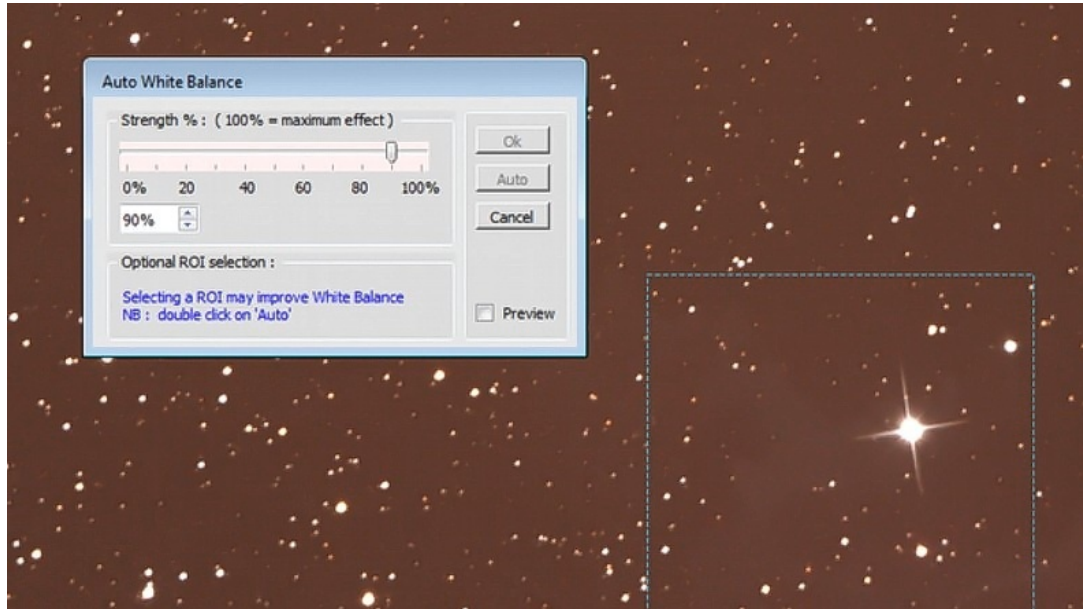 Auto White Balance
Strength % : ( 100% = maximum effect )
0% 20 40 60 80 100%
90%
Ok
Auto
Cancel
Optional ROI selection :
Selecting a ROI may improve White Balance
NB : double click on 'Auto'
Preview